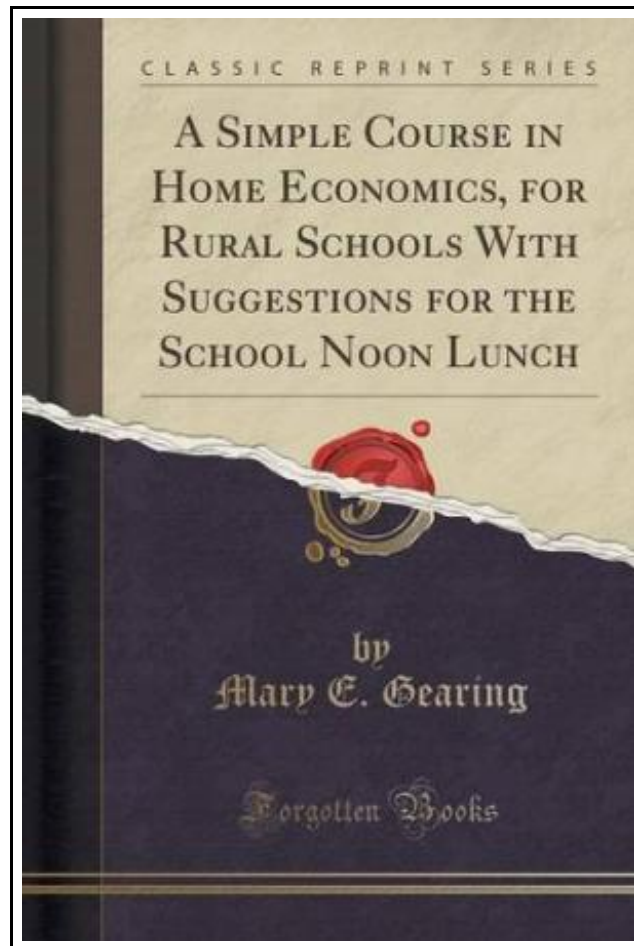 CLASSIC REPRINT SERIES
A SIMPLE COURSE IN
HOME ECONOMICS, FOR
RURAL SCHOOLS WITH
SUGGESTIONS FOR THE
SCHOOL NOON LUNCH
F
by
Mary E. Gearing
Forgotten Books